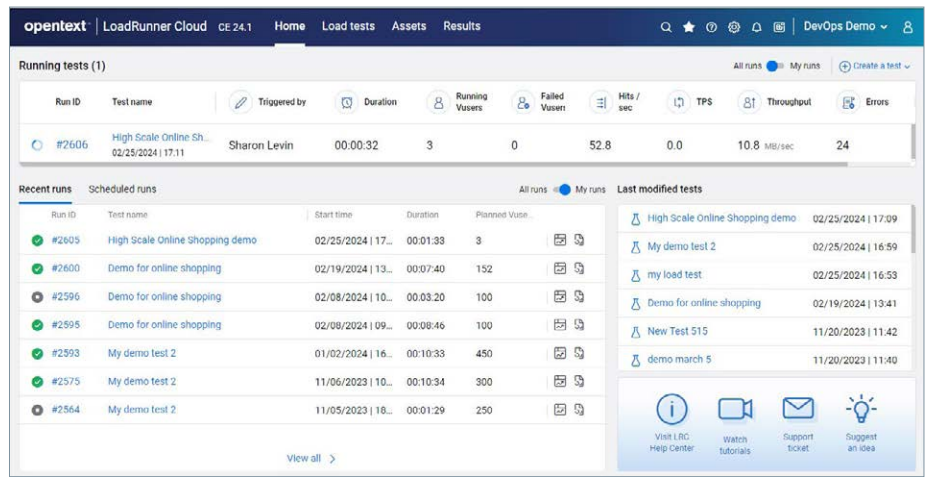 opentext™ | LoadRunner Cloud CE 24.1 Home Load tests Assets Results DevOps Demo
Running tests (1) All runs My runs Create a test
Run ID Test name Triggered by Duration Running Vusers Failed Vusers Hits / sec TPS Throughput Errors
#2606 High Scale Online Sh... 02/25/2024 | 17:11 Sharon Levin 00:00:32 3 0 52.8 0.0 10.8 MB/sec 24
Recent runs Scheduled runs All runs My runs
Run ID Test name Start time Duration Planned Vuse...
#2605 High Scale Online Shopping demo 02/25/2024 | 17... 00:01:33 3
#2600 Demo for online shopping 02/19/2024 | 13... 00:07:40 152
#2596 Demo for online shopping 02/08/2024 | 10... 00:03:20 100
#2595 Demo for online shopping 02/08/2024 | 09... 00:08:46 100
#2593 My demo test 2 01/02/2024 | 16... 00:10:33 450
#2575 My demo test 2 11/06/2023 | 10... 00:10:34 300
#2564 My demo test 2 11/05/2023 | 18... 00:01:29 250
View all
Last modified tests
High Scale Online Shopping demo 02/25/2024 | 17:09
My demo test 2 02/25/2024 | 16:59
my load test 02/25/2024 | 16:53
Demo for online shopping 02/19/2024 | 13:41
New Test 515 11/20/2023 | 11:42
demo march 5 11/20/2023 | 11:40
Visit LRC Help Center
Watch tutorials
Support ticket
Suggest an idea